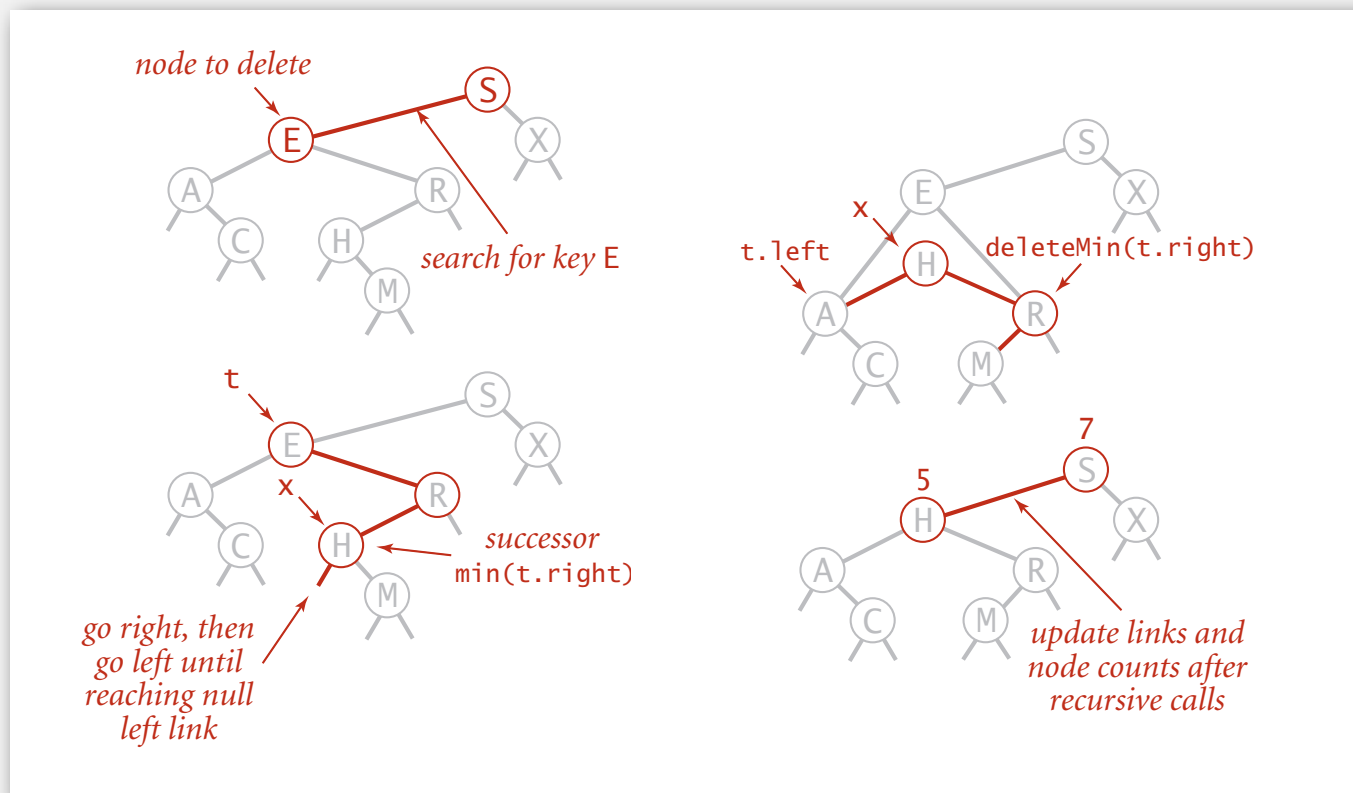 node to delete
S
E
X
A
R
C
H
search for key E
M
t
S
E
X
x
A
R
C
H
successor
min(t.right)
M
go right, then
go left until
reaching null
left link
S
E
X
x
t.left
deleteMin(t.right)
H
A
R
C
M
7
S
5
H
X
A
R
C
M
update links and
node counts after
recursive calls